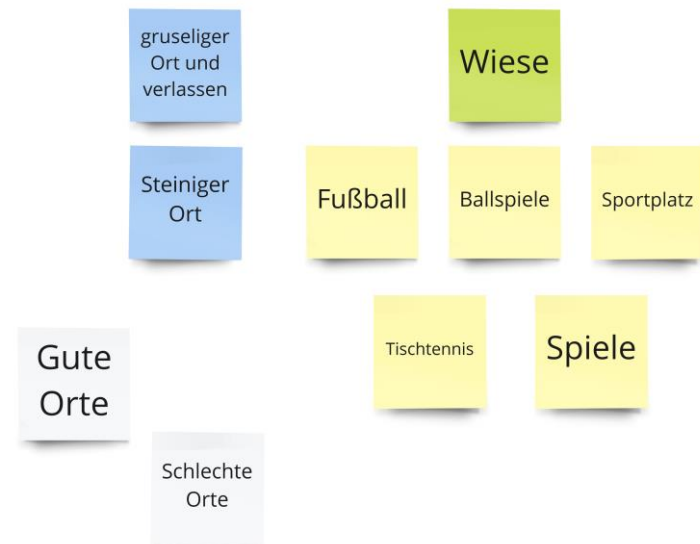 gruseliger
Ort und
verlassen
Wiese
Steiniger
Ort
Fußball
Ballspiele
Sportplatz
Tischtennis
Spiele
Gute
Orte
Schlechte
Orte